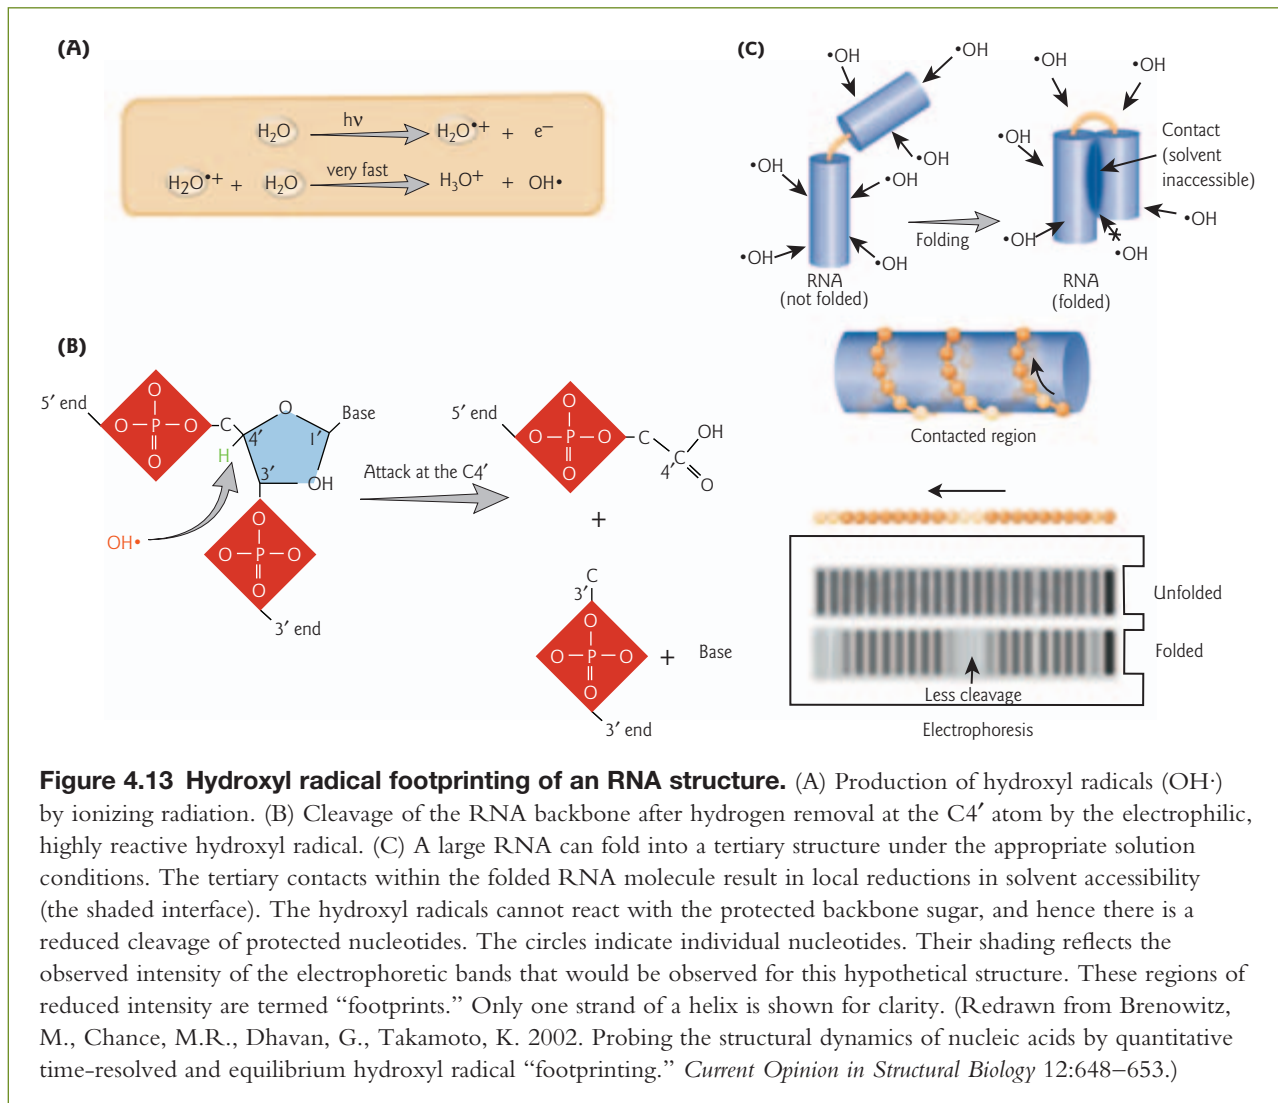 (A)
H₂O hν H₂O•⁺ + e⁻
H₂O•⁺ + H₂O very fast H₃O⁺ + OH•
(B)
5′ end
O
O–P–O
O
C
4′
H
O
1′
Base
3′
OH
OH•
O
O–P–O
O
3′ end
Attack at the C4′
5′ end
O
O–P–O
O
C
4′
C
OH
O
+
C
3′
O
O–P–O
O
3′ end
+ Base
(C)
•OH
•OH
•OH
•OH
•OH
•OH
•OH
RNA
(not folded)
Folding
•OH
•OH
•OH
Contact
(solvent
inaccessible)
•OH
•OH
•OH
RNA
(folded)
Contacted region
Unfolded
Folded
Less cleavage
Electrophoresis
Figure 4.13 Hydroxyl radical footprinting of an RNA structure. (A) Production of hydroxyl radicals (OH·)
by ionizing radiation. (B) Cleavage of the RNA backbone after hydrogen removal at the C4′ atom by the electrophilic,
highly reactive hydroxyl radical. (C) A large RNA can fold into a tertiary structure under the appropriate solution
conditions. The tertiary contacts within the folded RNA molecule result in local reductions in solvent accessibility
(the shaded interface). The hydroxyl radicals cannot react with the protected backbone sugar, and hence there is a
reduced cleavage of protected nucleotides. The circles indicate individual nucleotides. Their shading reflects the
observed intensity of the electrophoretic bands that would be observed for this hypothetical structure. These regions of
reduced intensity are termed “footprints.” Only one strand of a helix is shown for clarity. (Redrawn from Brenowitz,
M., Chance, M.R., Dhavan, G., Takamoto, K. 2002. Probing the structural dynamics of nucleic acids by quantitative
time-resolved and equilibrium hydroxyl radical “footprinting.” Current Opinion in Structural Biology 12:648–653.)